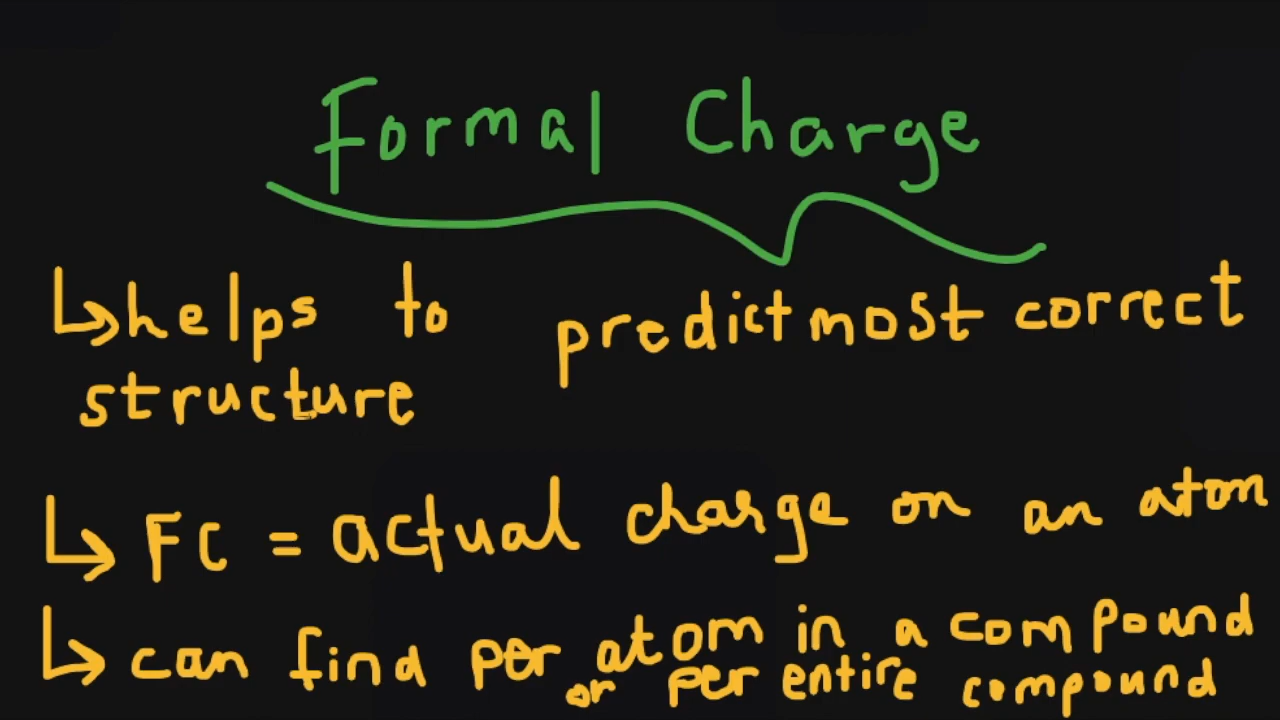 Formal Charge
↳ helps to predict most correct
structure
↳ FC = actual charge on an atom
↳ can find per atom in a compound
or per entire compound